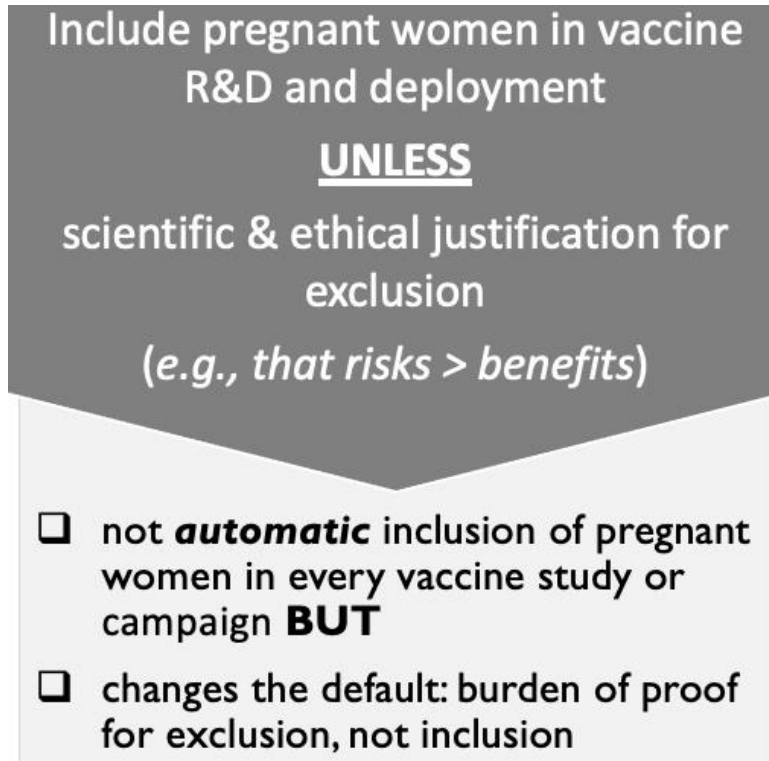 Include pregnant women in vaccine
R&D and deployment
UNLESS
scientific & ethical justification for
exclusion
(e.g., that risks > benefits)
❑ not automatic inclusion of pregnant
women in every vaccine study or
campaign BUT
❑ changes the default: burden of proof
for exclusion, not inclusion